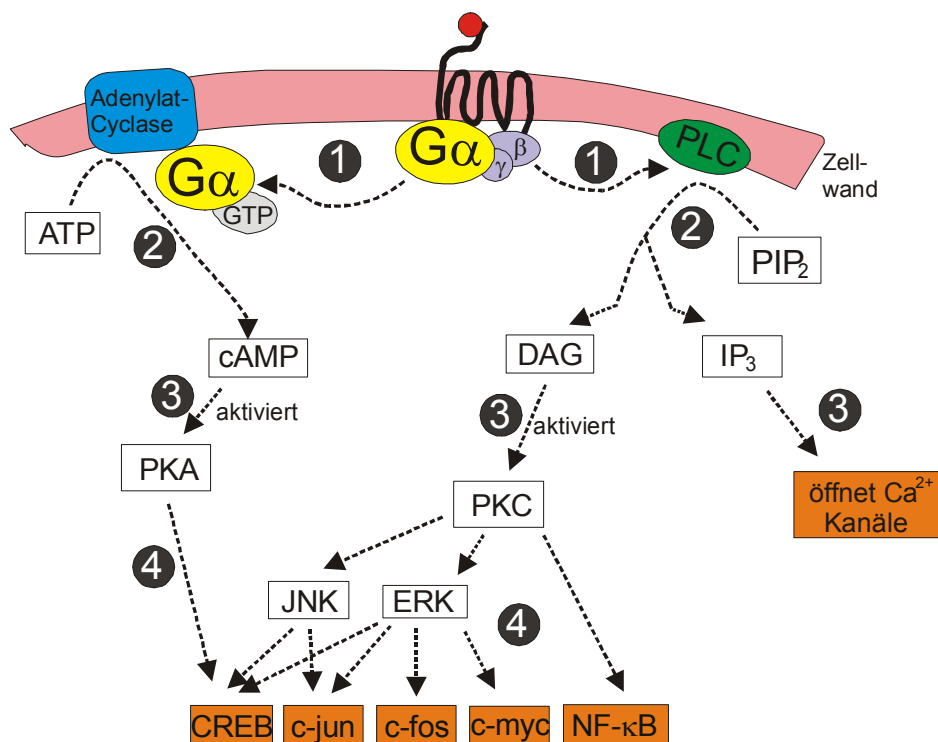 Adenylat-
Cyclase
Gα
GTP
1
Gα
β
γ
1
PLC
Zell-
wand
ATP
2
2
PIP₂
cAMP
DAG
IP₃
3
aktiviert
3
aktiviert
3
PKA
PKC
öffnet Ca²⁺
Kanäle
4
JNK
ERK
4
CREB
c-jun
c-fos
c-myc
NF-κB